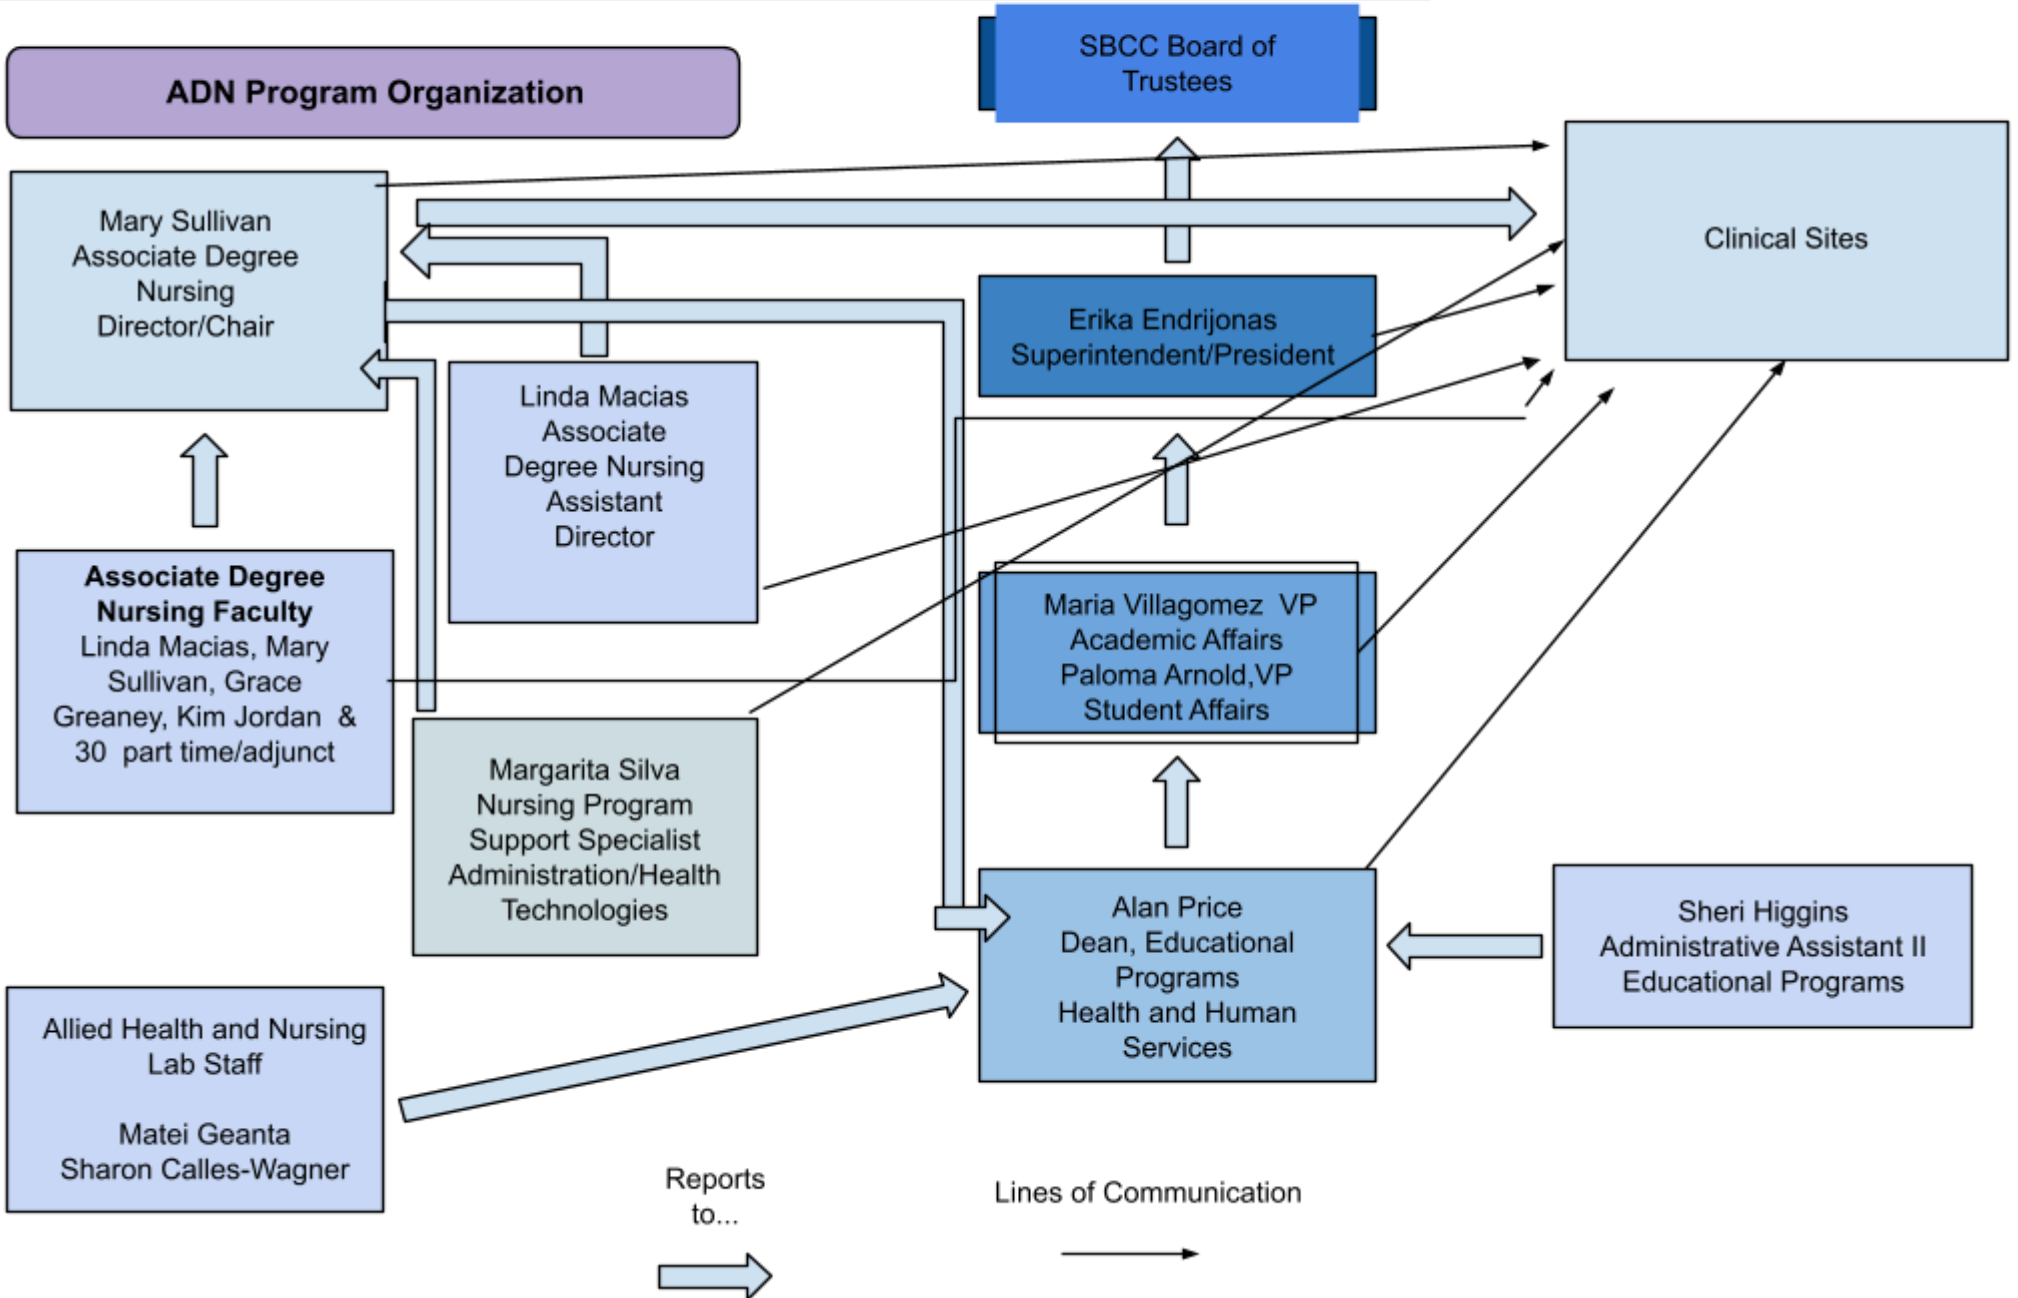 ADN Program Organization
SBCC Board of
Trustees
Mary Sullivan
Associate Degree
Nursing
Director/Chair
Clinical Sites
Erika Endrijonas
Superintendent/President
Linda Macias
Associate
Degree Nursing
Assistant
Director
Associate Degree
Nursing Faculty
Linda Macias, Mary
Sullivan, Grace
Greaney, Kim Jordan  &
30  part time/adjunct
Maria Villagomez  VP
Academic Affairs
Paloma Arnold,VP
Student Affairs
Margarita Silva
Nursing Program
Support Specialist
Administration/Health
Technologies
Alan Price
Dean, Educational
Programs
Health and Human
Services
Sheri Higgins
Administrative Assistant II
Educational Programs
Allied Health and Nursing
Lab Staff
Matei Geanta
Sharon Calles-Wagner
Reports
to...
Lines of Communication